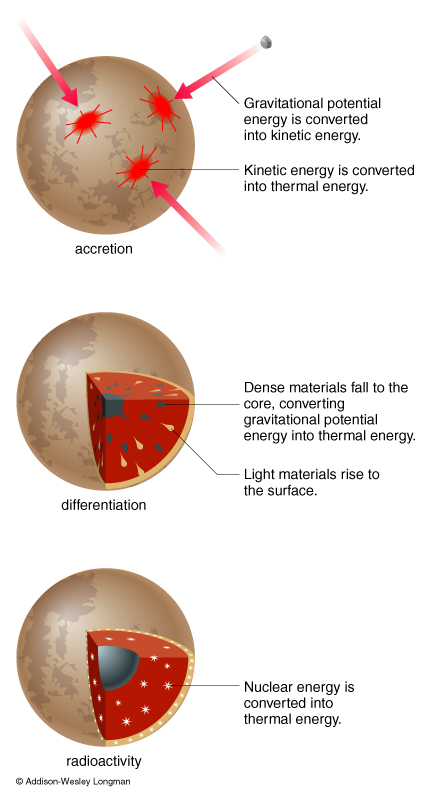 Gravitational potential
energy is converted
into kinetic energy.
Kinetic energy is converted
into thermal energy.
accretion
Dense materials fall to the
core, converting
gravitational potential
energy into thermal energy.
Light materials rise to
the surface.
differentiation
Nuclear energy is
converted into
thermal energy.
radioactivity
© Addison-Wesley Longman